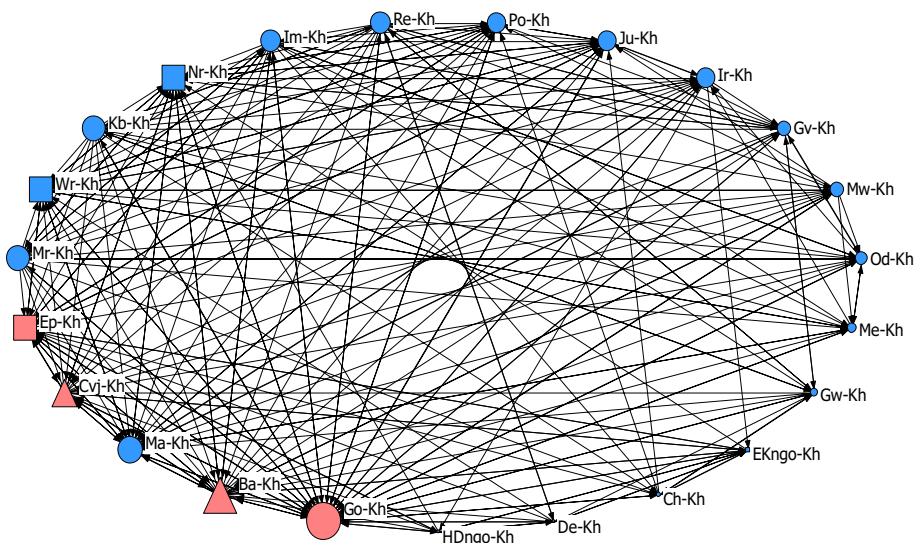 Re-Kh
Po-Kh
Im-Kh
Ju-Kh
Nr-Kh
Ir-Kh
Kb-Kh
Gv-Kh
Wr-Kh
Mw-Kh
Mr-Kh
Od-Kh
Ep-Kh
Me-Kh
Cvj-Kh
Gw-Kh
Ma-Kh
EKngo-Kh
Ba-Kh
Ch-Kh
Go-Kh
De-Kh
HDngo-Kh